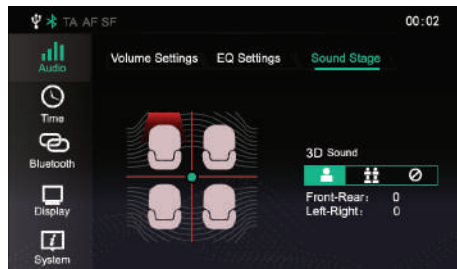 TA AF SF
00:02
Audio
Volume Settings
EQ Settings
Sound Stage
Time
Bluetooth
3D Sound
Front-Rear: 0
Left-Right: 0
Display
System